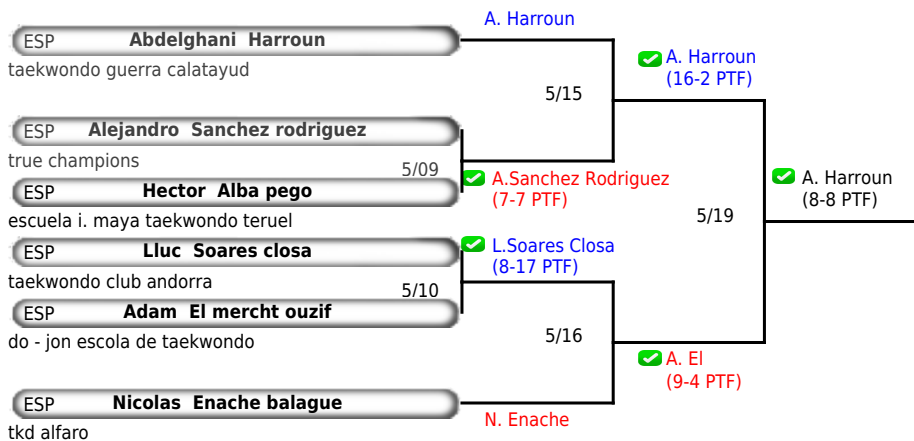 A. Harroun
ESP Abdelghani Harroun
taekwondo guerra calatayud
A. Harroun
(16-2 PTF)
5/15
ESP Alejandro Sanchez rodriguez
true champions
5/09
A.Sanchez Rodriguez
(7-7 PTF)
ESP Hector Alba pego
escuela i. maya taekwondo teruel
A. Harroun
(8-8 PTF)
5/19
ESP Lluc Soares closa
taekwondo club andorra
L.Soares Closa
(8-17 PTF)
5/10
ESP Adam El mercht ouzif
do - jon escola de taekwondo
5/16
A. El
(9-4 PTF)
ESP Nicolas Enache balague
tkd alfaro
N. Enache